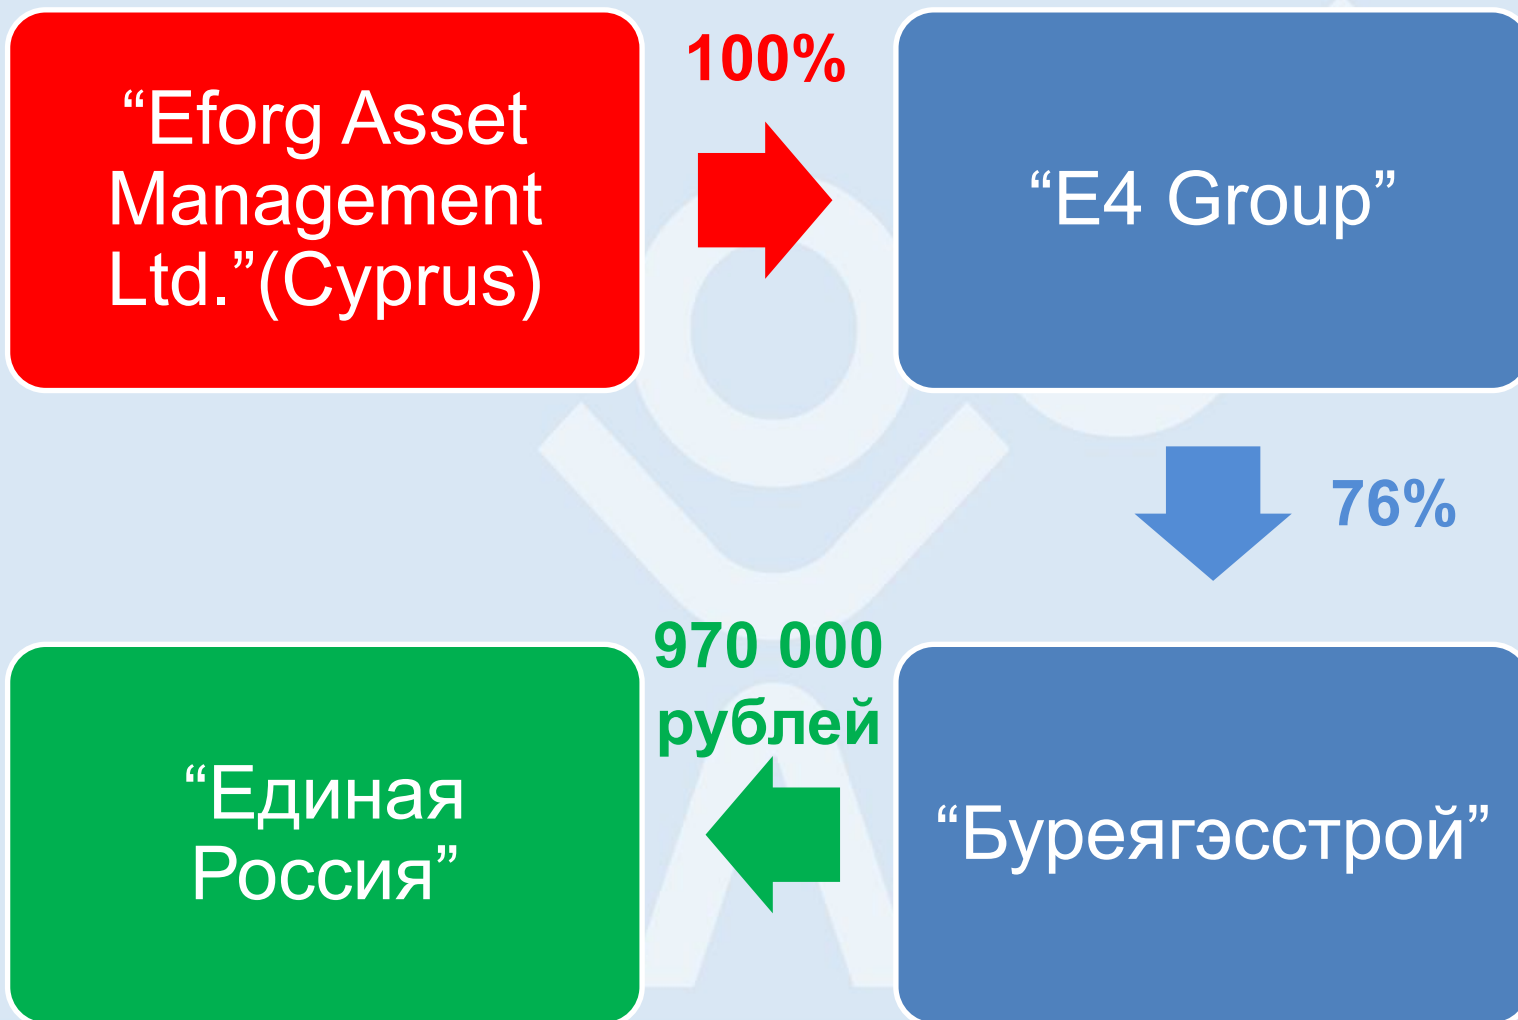 “Eforg Asset
Management
Ltd.”(Cyprus)
100%
“E4 Group”
76%
970 000
рублей
“Единая
Россия”
“Буреягэсстрой”